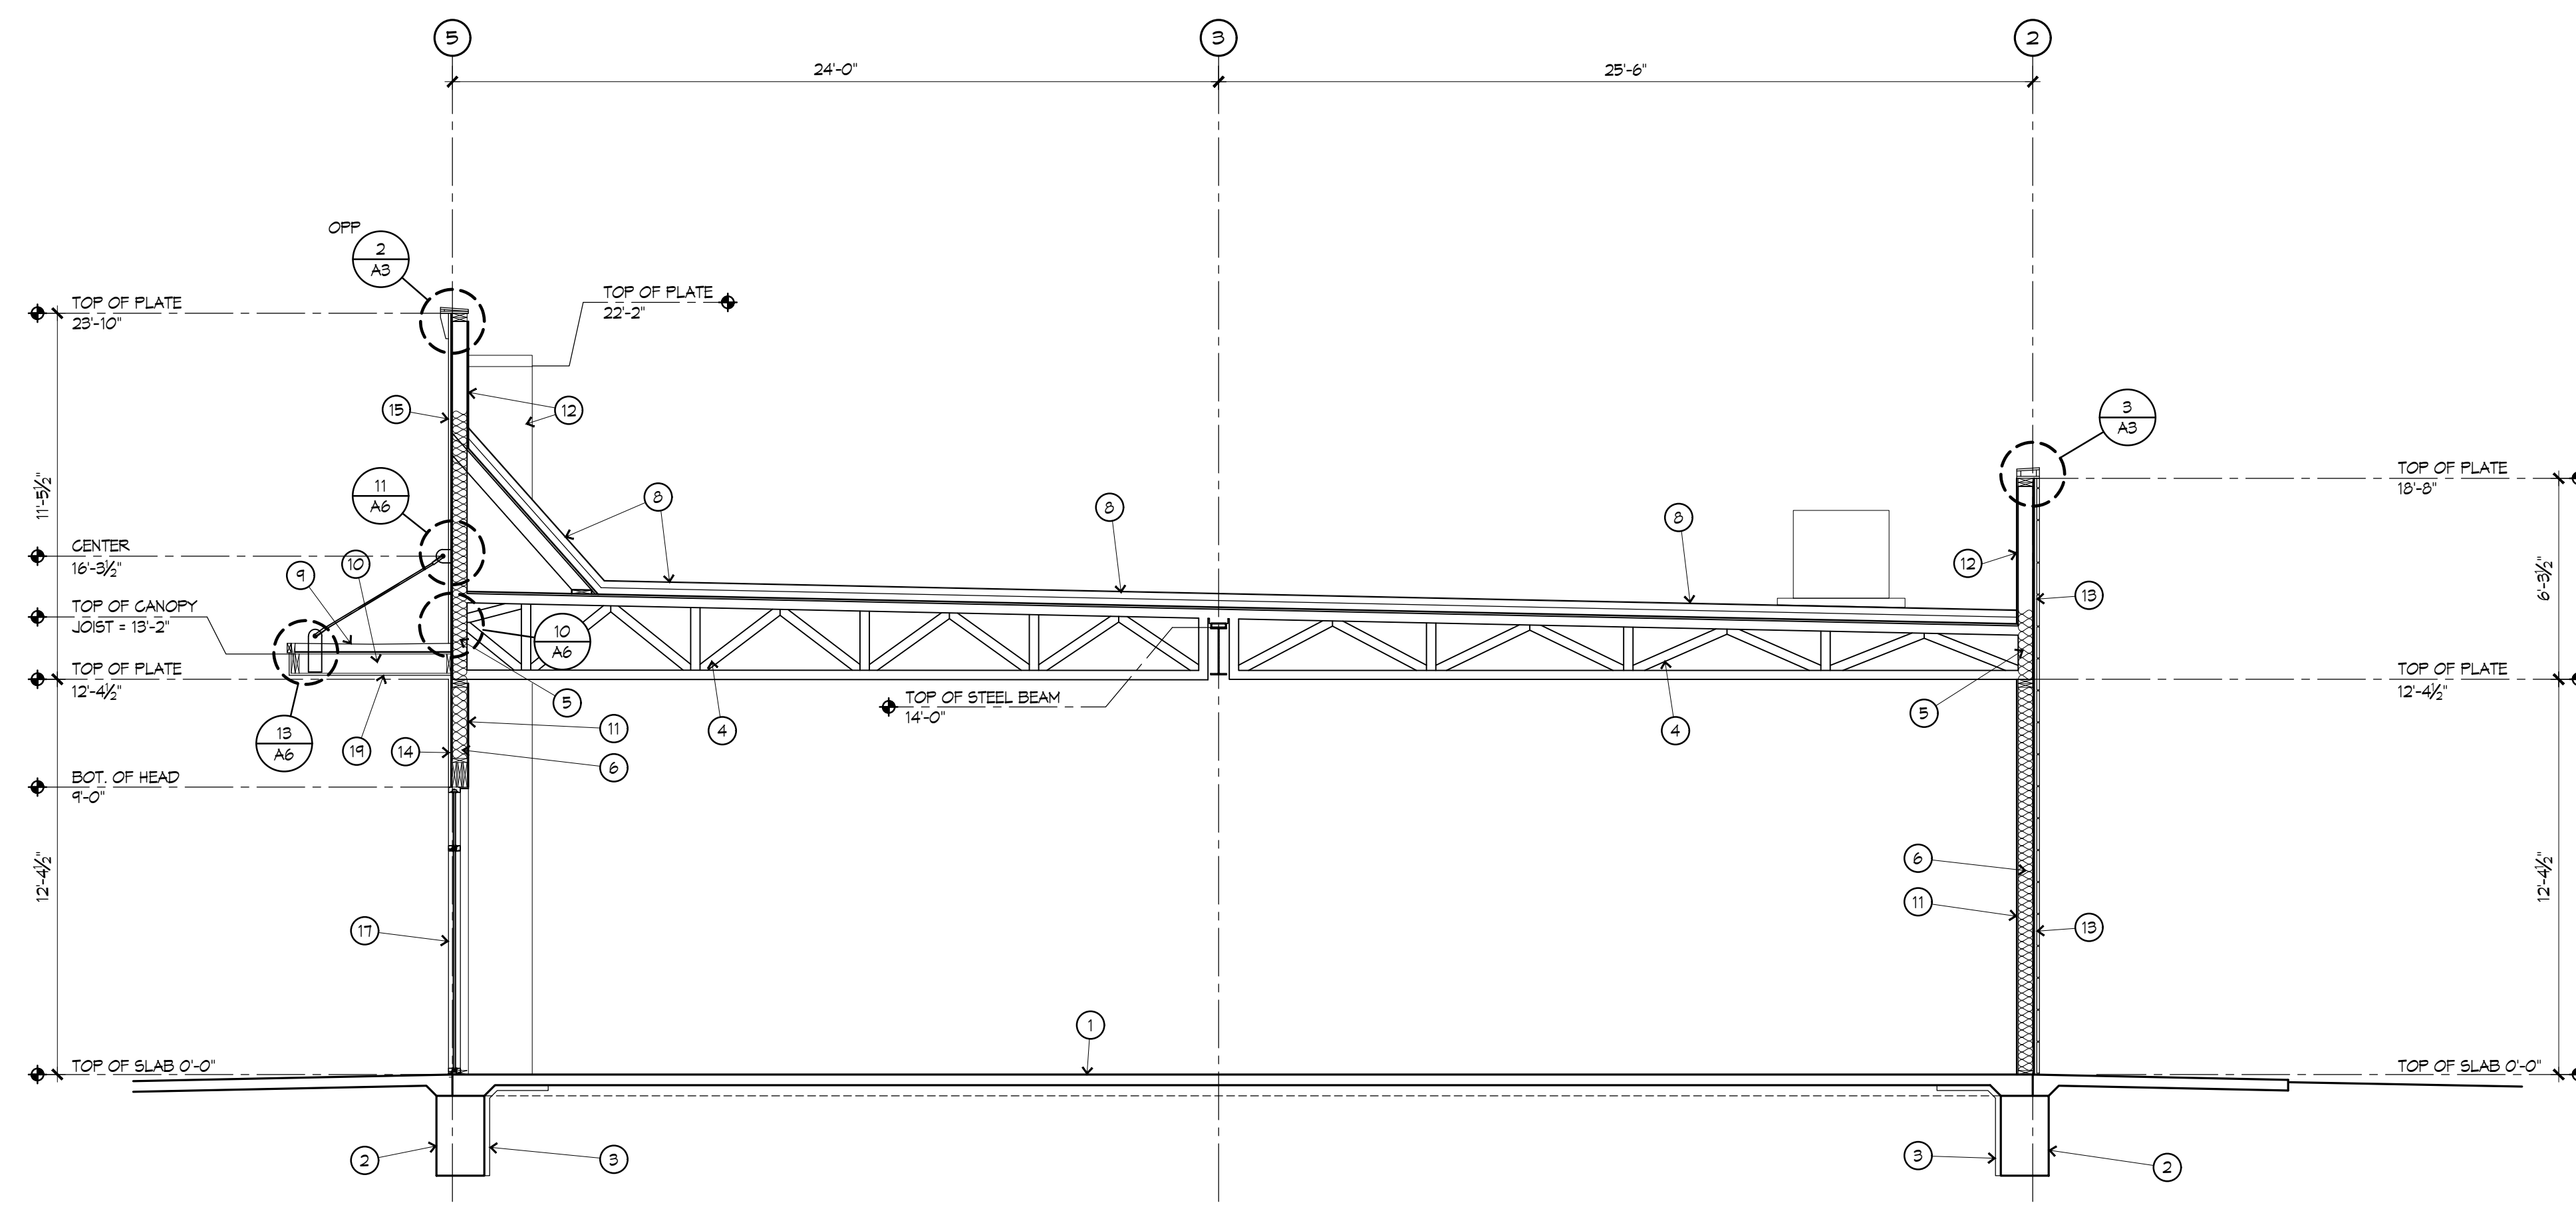 5
3
2
24'-0"
25'-6"
OPP
2
A3
TOP OF PLATE
23'-10"
TOP OF PLATE
22'-2"
15
12
3
A3
11
A6
8
8
8
TOP OF PLATE
18'-8"
11'-5½"
CENTER
16'-3½"
9
10
12
13
6'-3½"
TOP OF CANOPY
JOIST = 13'-2"
10
A6
TOP OF PLATE
12'-4½"
TOP OF PLATE
12'-4½"
TOP OF STEEL BEAM
14'-0"
5
5
4
4
11
13
A6
19
14
6
BOT. OF HEAD
9'-0"
12'-4½"
12'-4½"
6
11
17
13
1
TOP OF SLAB 0'-0"
TOP OF SLAB 0'-0"
2
3
3
2